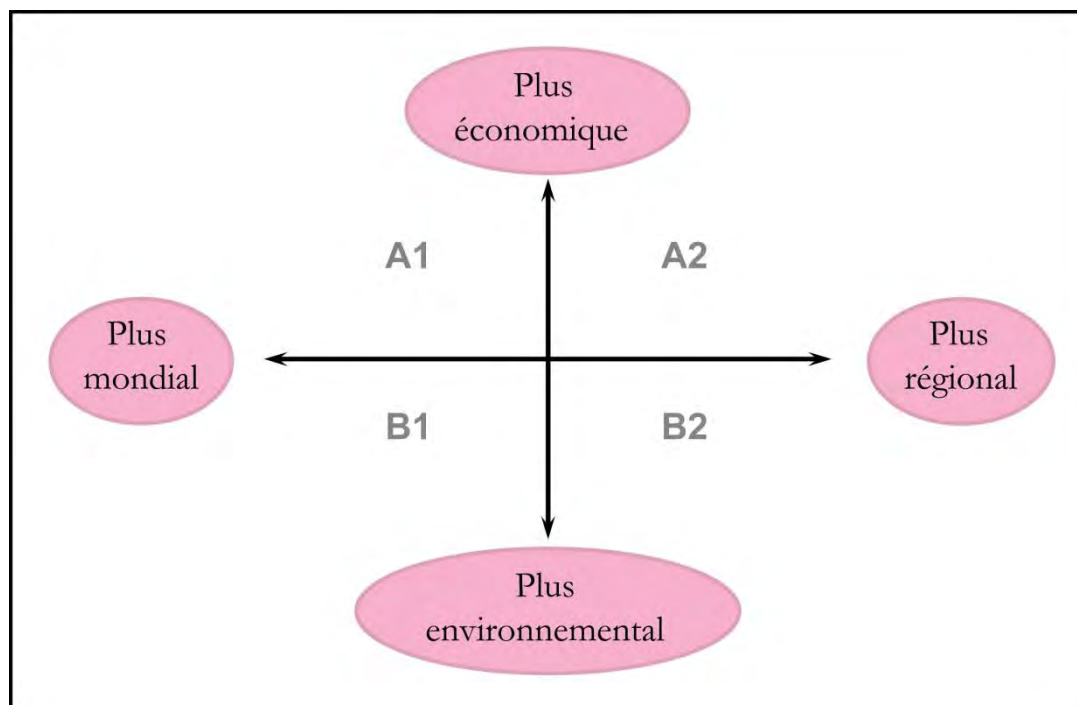 Plus
économique
A1
A2
Plus
mondial
Plus
régional
B1
B2
Plus
environnemental